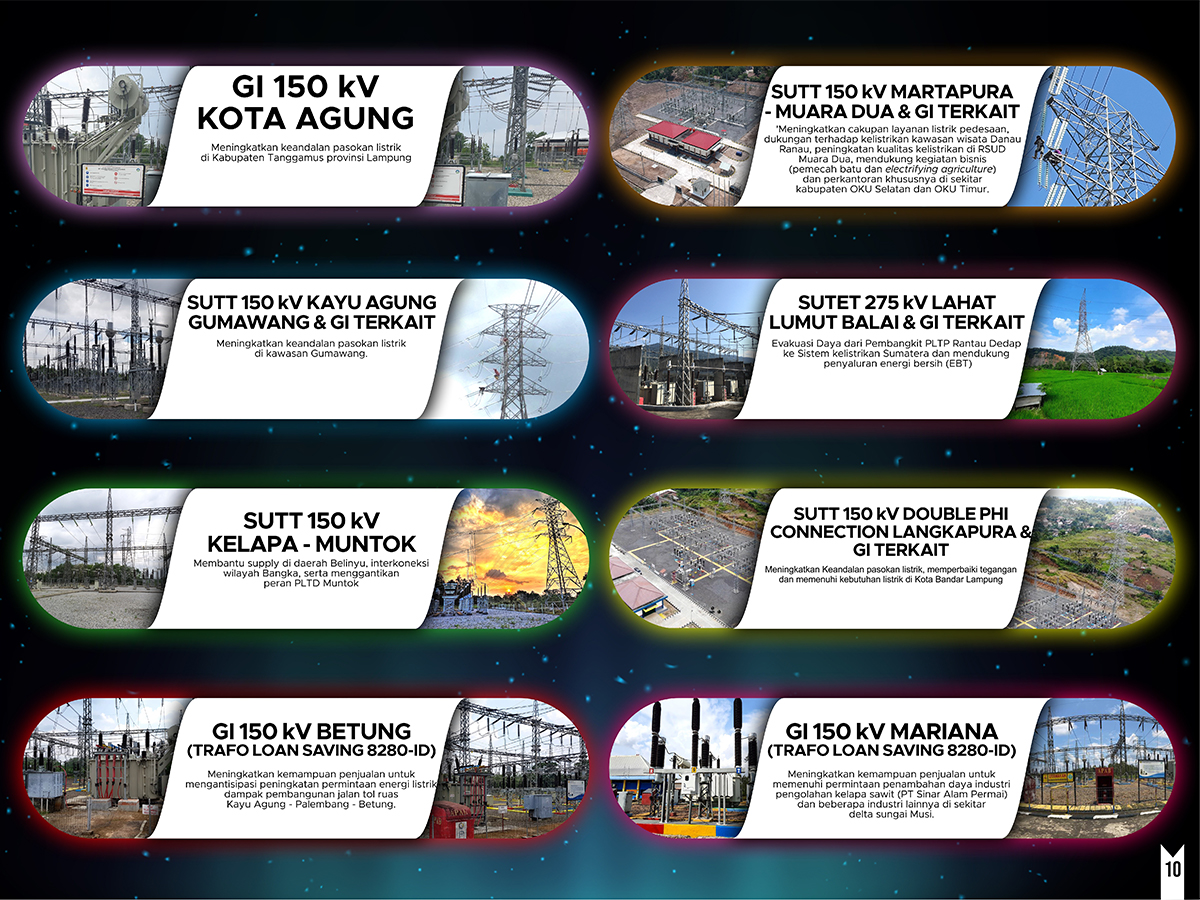 GI 150 kV
KOTA AGUNG
Meningkatkan keandalan pasokan listrik
di Kabupaten Tanggamus provinsi Lampung
SUTT 150 kV MARTAPURA
- MUARA DUA & GI TERKAIT
'Meningkatkan cakupan layanan listrik pedesaan,
dukungan terhadap kelistrikan kawasan wisata Danau
Ranau, peningkatan kualitas kelistrikan di RSUD
Muara Dua, mendukung kegiatan bisnis
(pemecah batu dan electrifying agriculture)
dan perkantoran khususnya di sekitar
kabupaten OKU Selatan dan OKU Timur.
SUTT 150 kV KAYU AGUNG
GUMAWANG & GI TERKAIT
Meningkatkan keandalan pasokan listrik
di kawasan Gumawang.
SUTET 275 kV LAHAT
LUMUT BALAI & GI TERKAIT
Evakuasi Daya dari Pembangkit PLTP Rantau Dedap
ke Sistem kelistrikan Sumatera dan mendukung
penyaluran energi bersih (EBT)
SUTT 150 kV
KELAPA - MUNTOK
Membantu supply di daerah Belinyu, interkoneksi
wilayah Bangka, serta menggantikan
peran PLTD Muntok
SUTT 150 kV DOUBLE PHI
CONNECTION LANGKAPURA &
GI TERKAIT
Meningkatkan Keandalan pasokan listrik, memperbaiki tegangan
dan memenuhi kebutuhan listrik di Kota Bandar Lampung
GI 150 kV BETUNG
(TRAFO LOAN SAVING 8280-ID)
Meningkatkan kemampuan penjualan untuk
mengantisipasi peningkatan permintaan energi listrik
dampak pembangunan jalan tol ruas
Kayu Agung - Palembang - Betung.
GI 150 kV MARIANA
(TRAFO LOAN SAVING 8280-ID)
Meningkatkan kemampuan penjualan untuk
memenuhi permintaan penambahan daya industri
pengolahan kelapa sawit (PT Sinar Alam Permai)
dan beberapa industri lainnya di sekitar
delta sungai Musi.
10